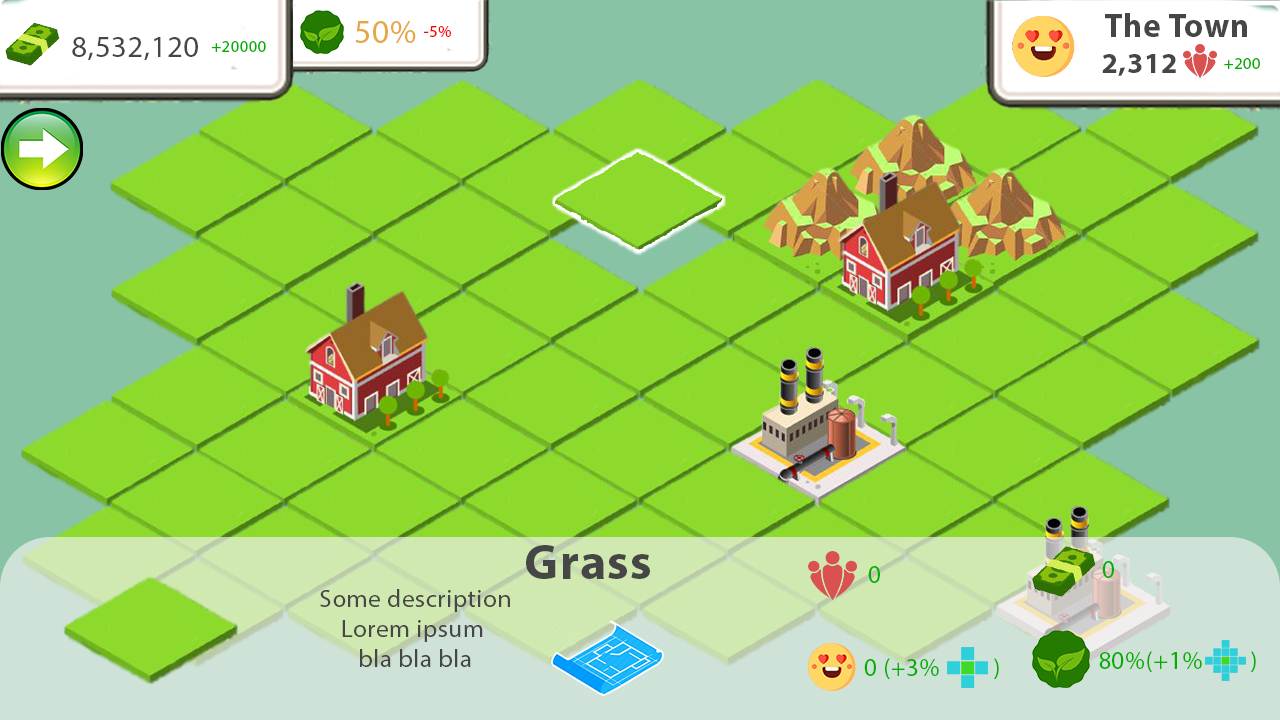 8,532,120 +20000
50% -5%
The Town
2,312 +200
Grass
Some description
Lorem ipsum
bla bla bla
0
0
0 (+3% )
80%(+1% )